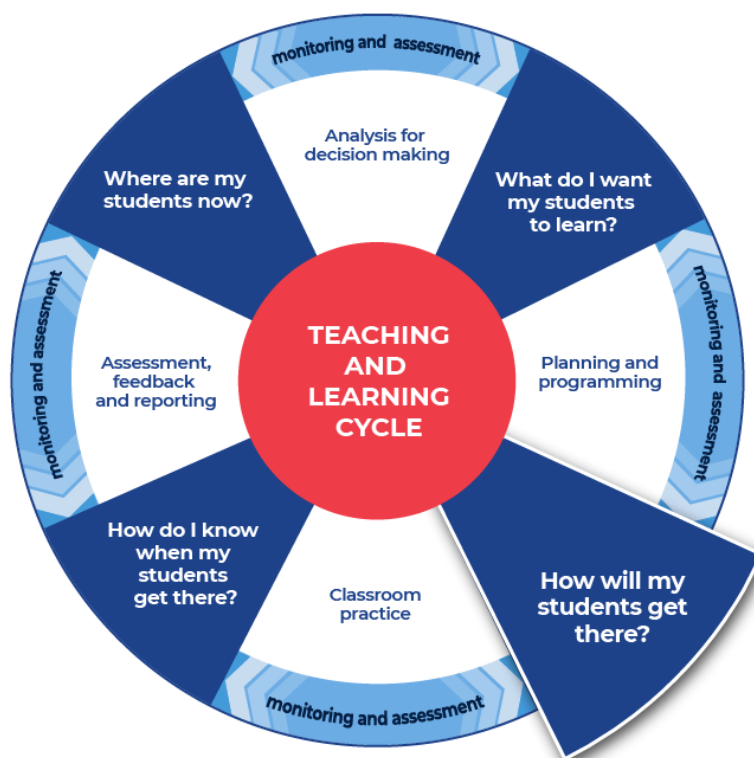 monitoring and assessment
Analysis for
decision making
Where are my
students now?
What do I want
my students
to learn?
TEACHING
AND
LEARNING
CYCLE
monitoring and assessment
Assessment,
feedback
and reporting
Planning and
programming
monitoring and assessment
How do I know
when my
students
get there?
Classroom
practice
How will my
students get
there?
monitoring and assessment